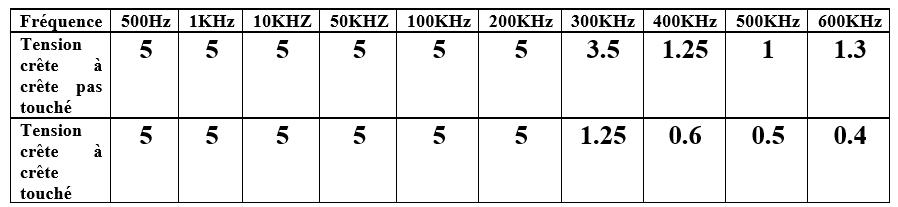 Fréquence 500Hz 1KHz 10KHZ 50KHZ 100KHz 200KHz 300KHz 400KHz 500KHz 600KHz
Tension crête à crête pas touché 5 5 5 5 5 5 3.5 1.25 1 1.3
Tension crête à crête touché 5 5 5 5 5 5 1.25 0.6 0.5 0.4